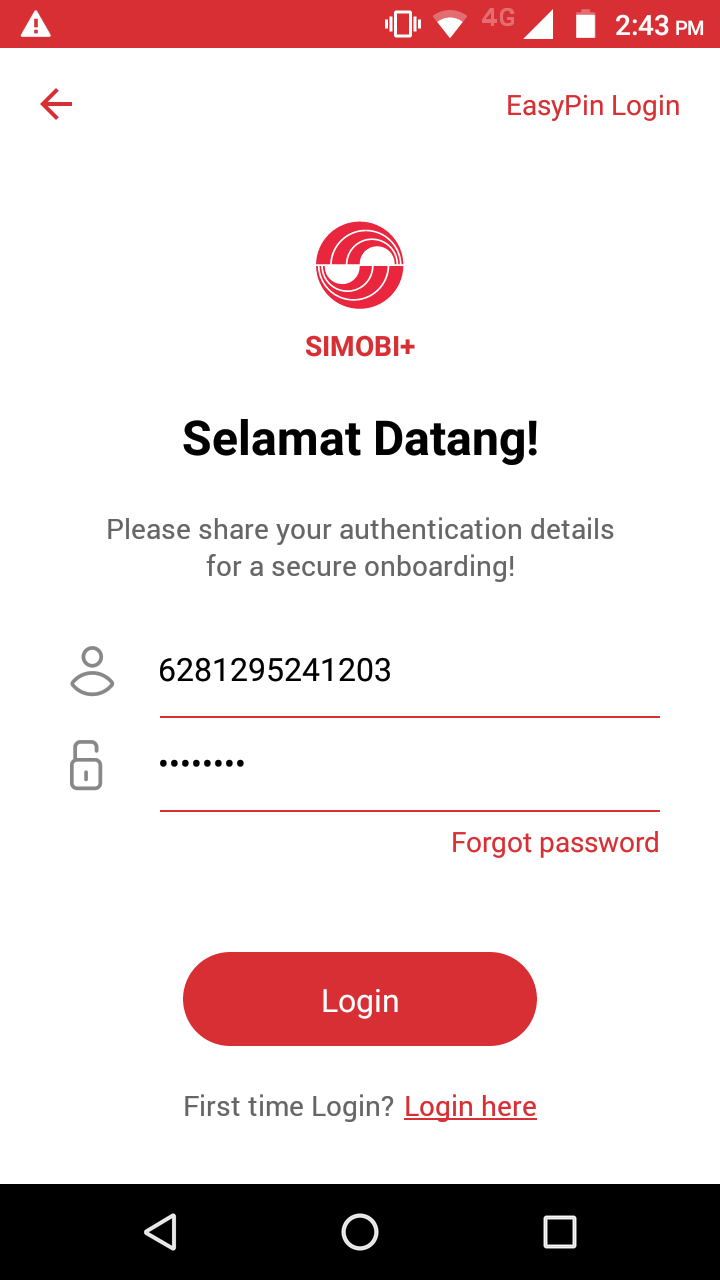 4G 2:43 PM
EasyPin Login
SIMOBI+
Selamat Datang!
Please share your authentication details
for a secure onboarding!
6281295241203
••••••••
Forgot password
Login
First time Login? Login here